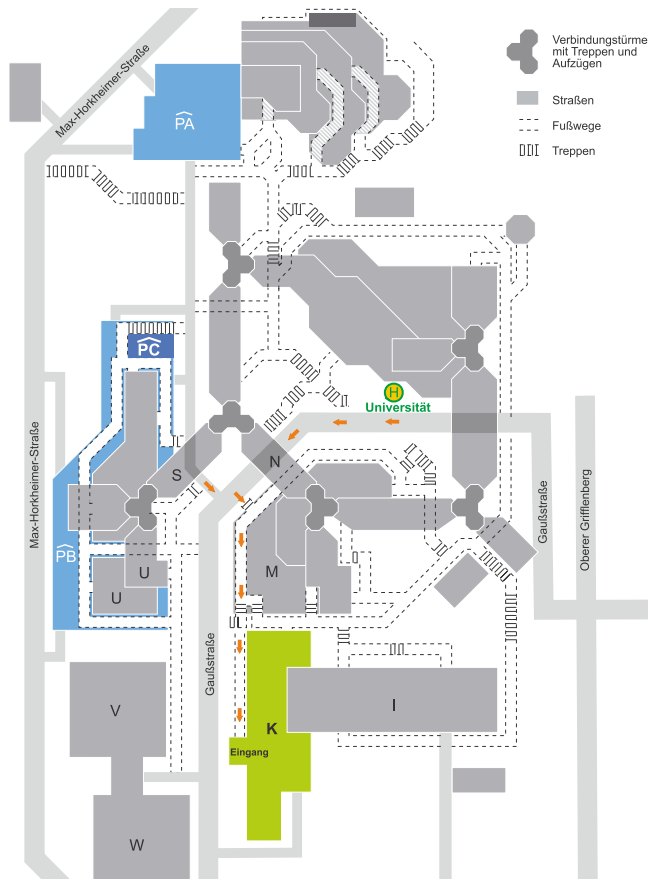 Max-Horkheimer-Straße
Verbindungstürme
mit Treppen und
Aufzügen
Straßen
Fußwege
Treppen
PA
PC
H
Universität
S
N
Max-Horkheimer-Straße
PB
U
U
M
Gaußstraße
Oberer Grifflenberg
Gaußstraße
V
K
I
Eingang
W